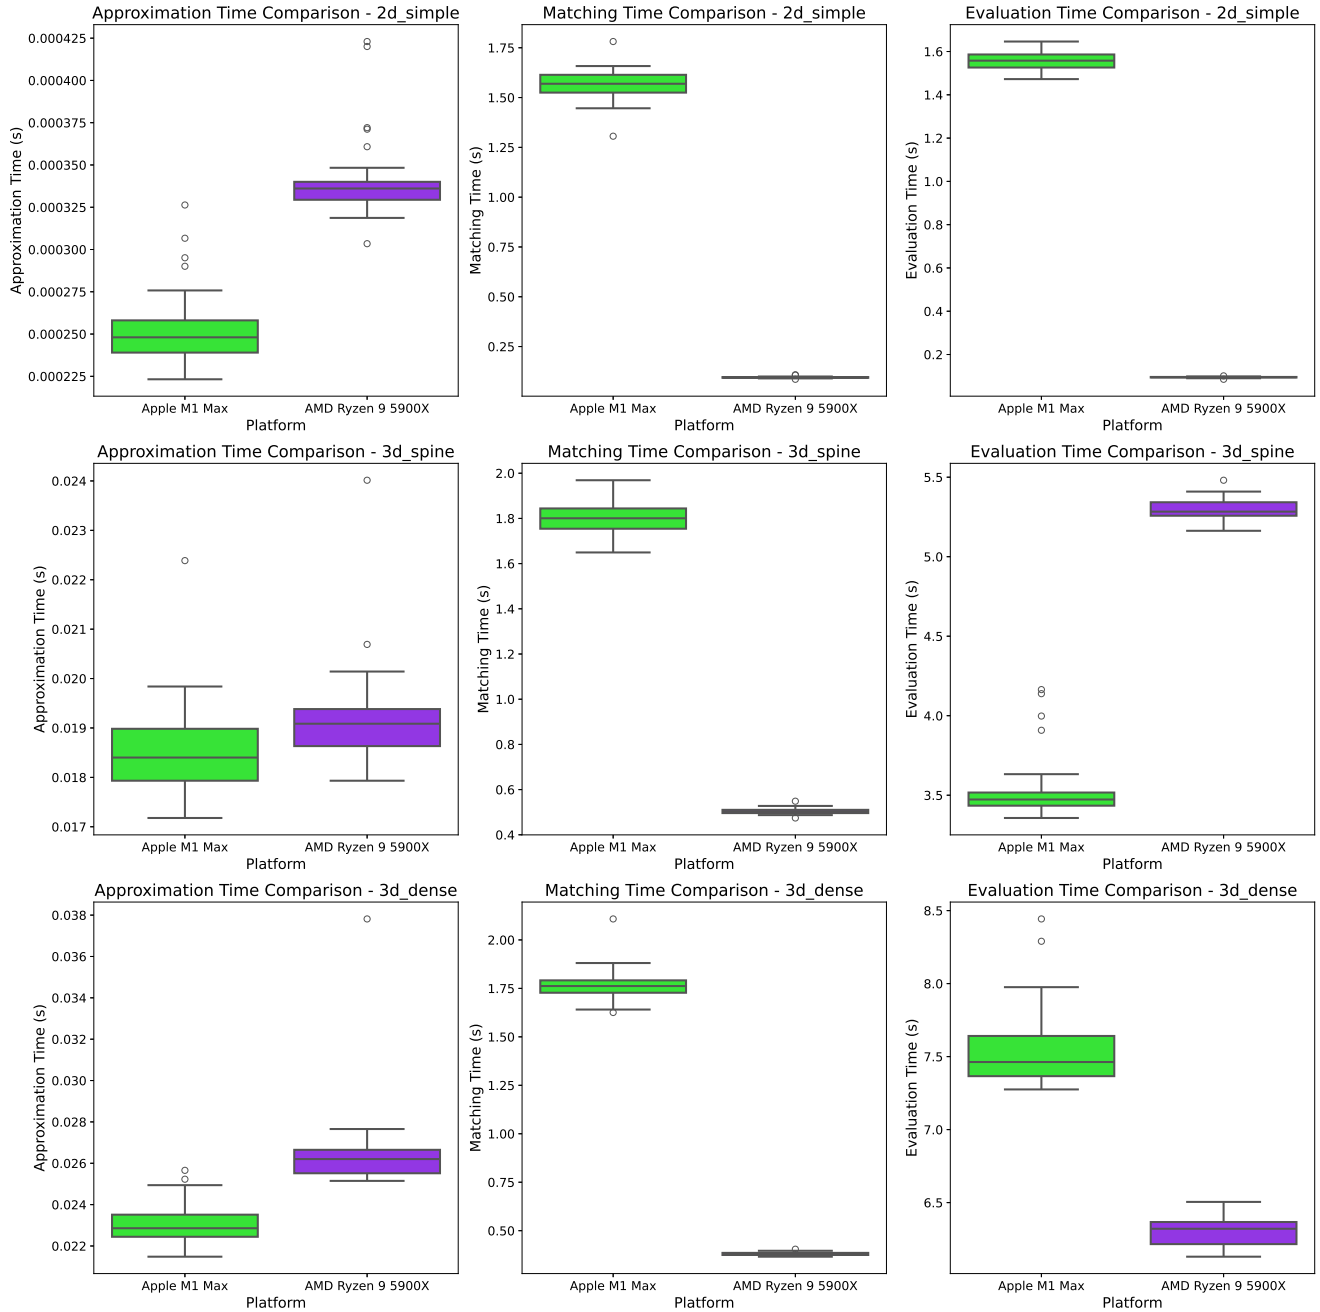 Approximation Time Comparison - 2d_simple
Approximation Time (s)
0.000425
0.000400
0.000375
0.000350
0.000325
0.000300
0.000275
0.000250
0.000225
Apple M1 Max
AMD Ryzen 9 5900X
Platform
Matching Time Comparison - 2d_simple
Matching Time (s)
1.75
1.50
1.25
1.00
0.75
0.50
0.25
Apple M1 Max
AMD Ryzen 9 5900X
Platform
Evaluation Time Comparison - 2d_simple
Evaluation Time (s)
1.6
1.4
1.2
1.0
0.8
0.6
0.4
0.2
Apple M1 Max
AMD Ryzen 9 5900X
Platform
Approximation Time Comparison - 3d_spine
Approximation Time (s)
0.024
0.023
0.022
0.021
0.020
0.019
0.018
0.017
Apple M1 Max
AMD Ryzen 9 5900X
Platform
Matching Time Comparison - 3d_spine
Matching Time (s)
2.0
1.8
1.6
1.4
1.2
1.0
0.8
0.6
0.4
Apple M1 Max
AMD Ryzen 9 5900X
Platform
Evaluation Time Comparison - 3d_spine
Evaluation Time (s)
5.5
5.0
4.5
4.0
3.5
Apple M1 Max
AMD Ryzen 9 5900X
Platform
Approximation Time Comparison - 3d_dense
Approximation Time (s)
0.038
0.036
0.034
0.032
0.030
0.028
0.026
0.024
0.022
Apple M1 Max
AMD Ryzen 9 5900X
Platform
Matching Time Comparison - 3d_dense
Matching Time (s)
2.00
1.75
1.50
1.25
1.00
0.75
0.50
Apple M1 Max
AMD Ryzen 9 5900X
Platform
Evaluation Time Comparison - 3d_dense
Evaluation Time (s)
8.5
8.0
7.5
7.0
6.5
Apple M1 Max
AMD Ryzen 9 5900X
Platform